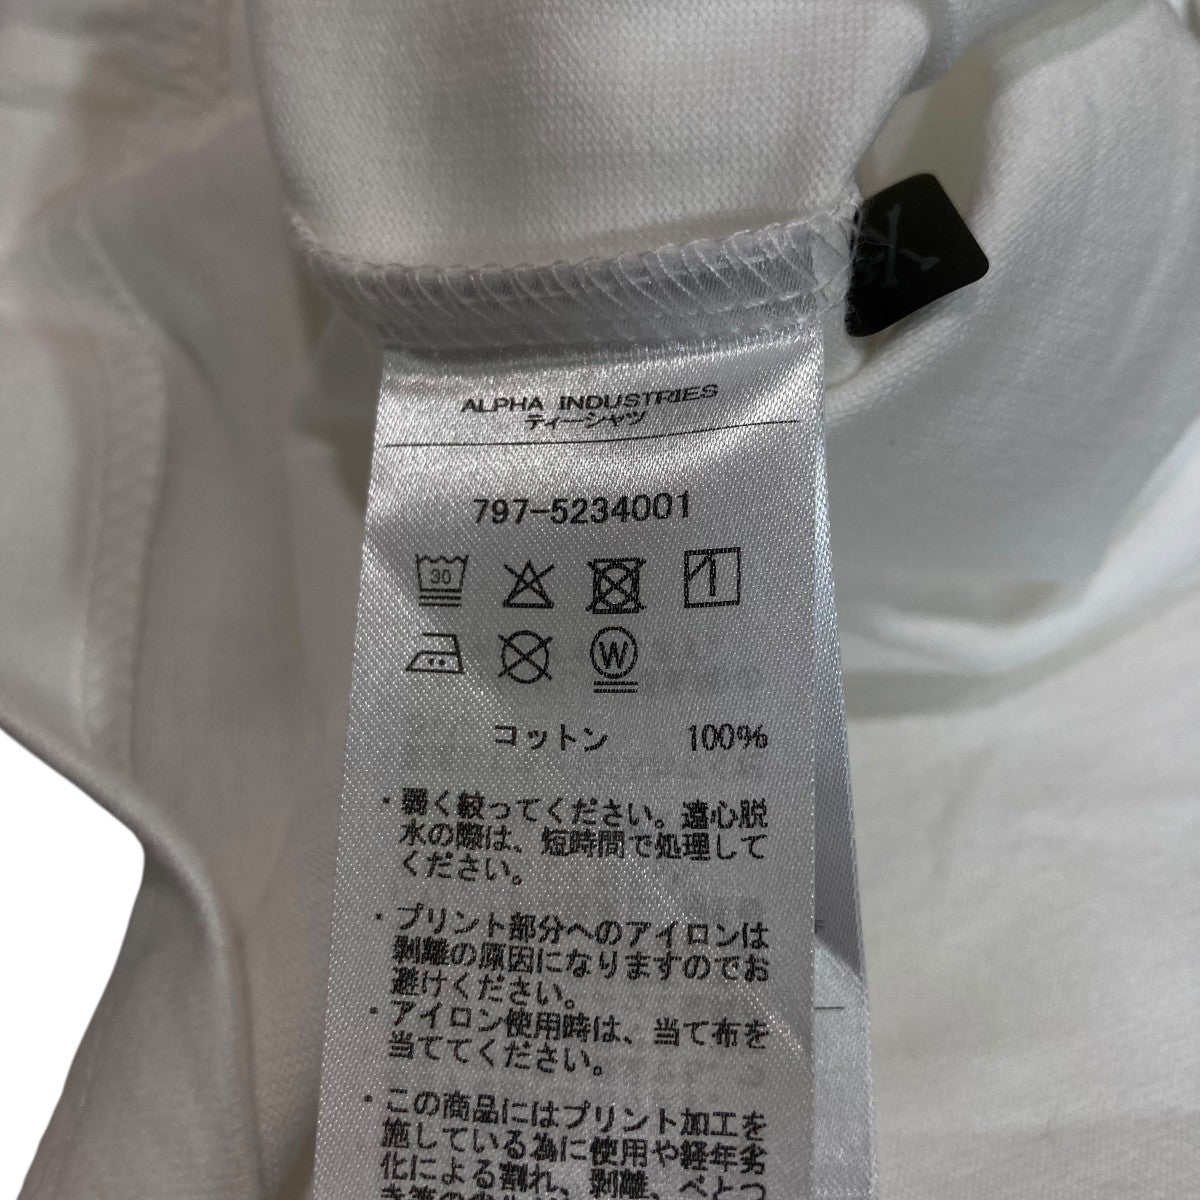 ALPHA INDUSTRIES
ティーシャツ
797-5234001
30
W
コットン 100%
・弱く絞ってください。遠心脱
水の際は、短時間で処理して
ください。
・プリント部分へのアイロンは
剥離の原因になりますのでお
避けください。
・アイロン使用時は、当て布を
当ててください。
・この商品にはプリント加工を
施している為に使用や経年劣
化による割れ、剥離、べとつ